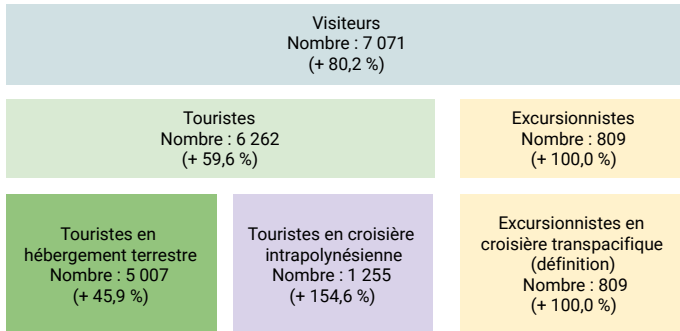 Visiteurs
Nombre : 7 071
(+ 80,2 %)
Touristes
Nombre : 6 262
(+ 59,6 %)
Excursionnistes
Nombre : 809
(+ 100,0 %)
Touristes en
hébergement terrestre
Nombre : 5 007
(+ 45,9 %)
Touristes en croisière
intrapolynésienne
Nombre : 1 255
(+ 154,6 %)
Excursionnistes en
croisière transpacifique
(définition)
Nombre : 809
(+ 100,0 %)